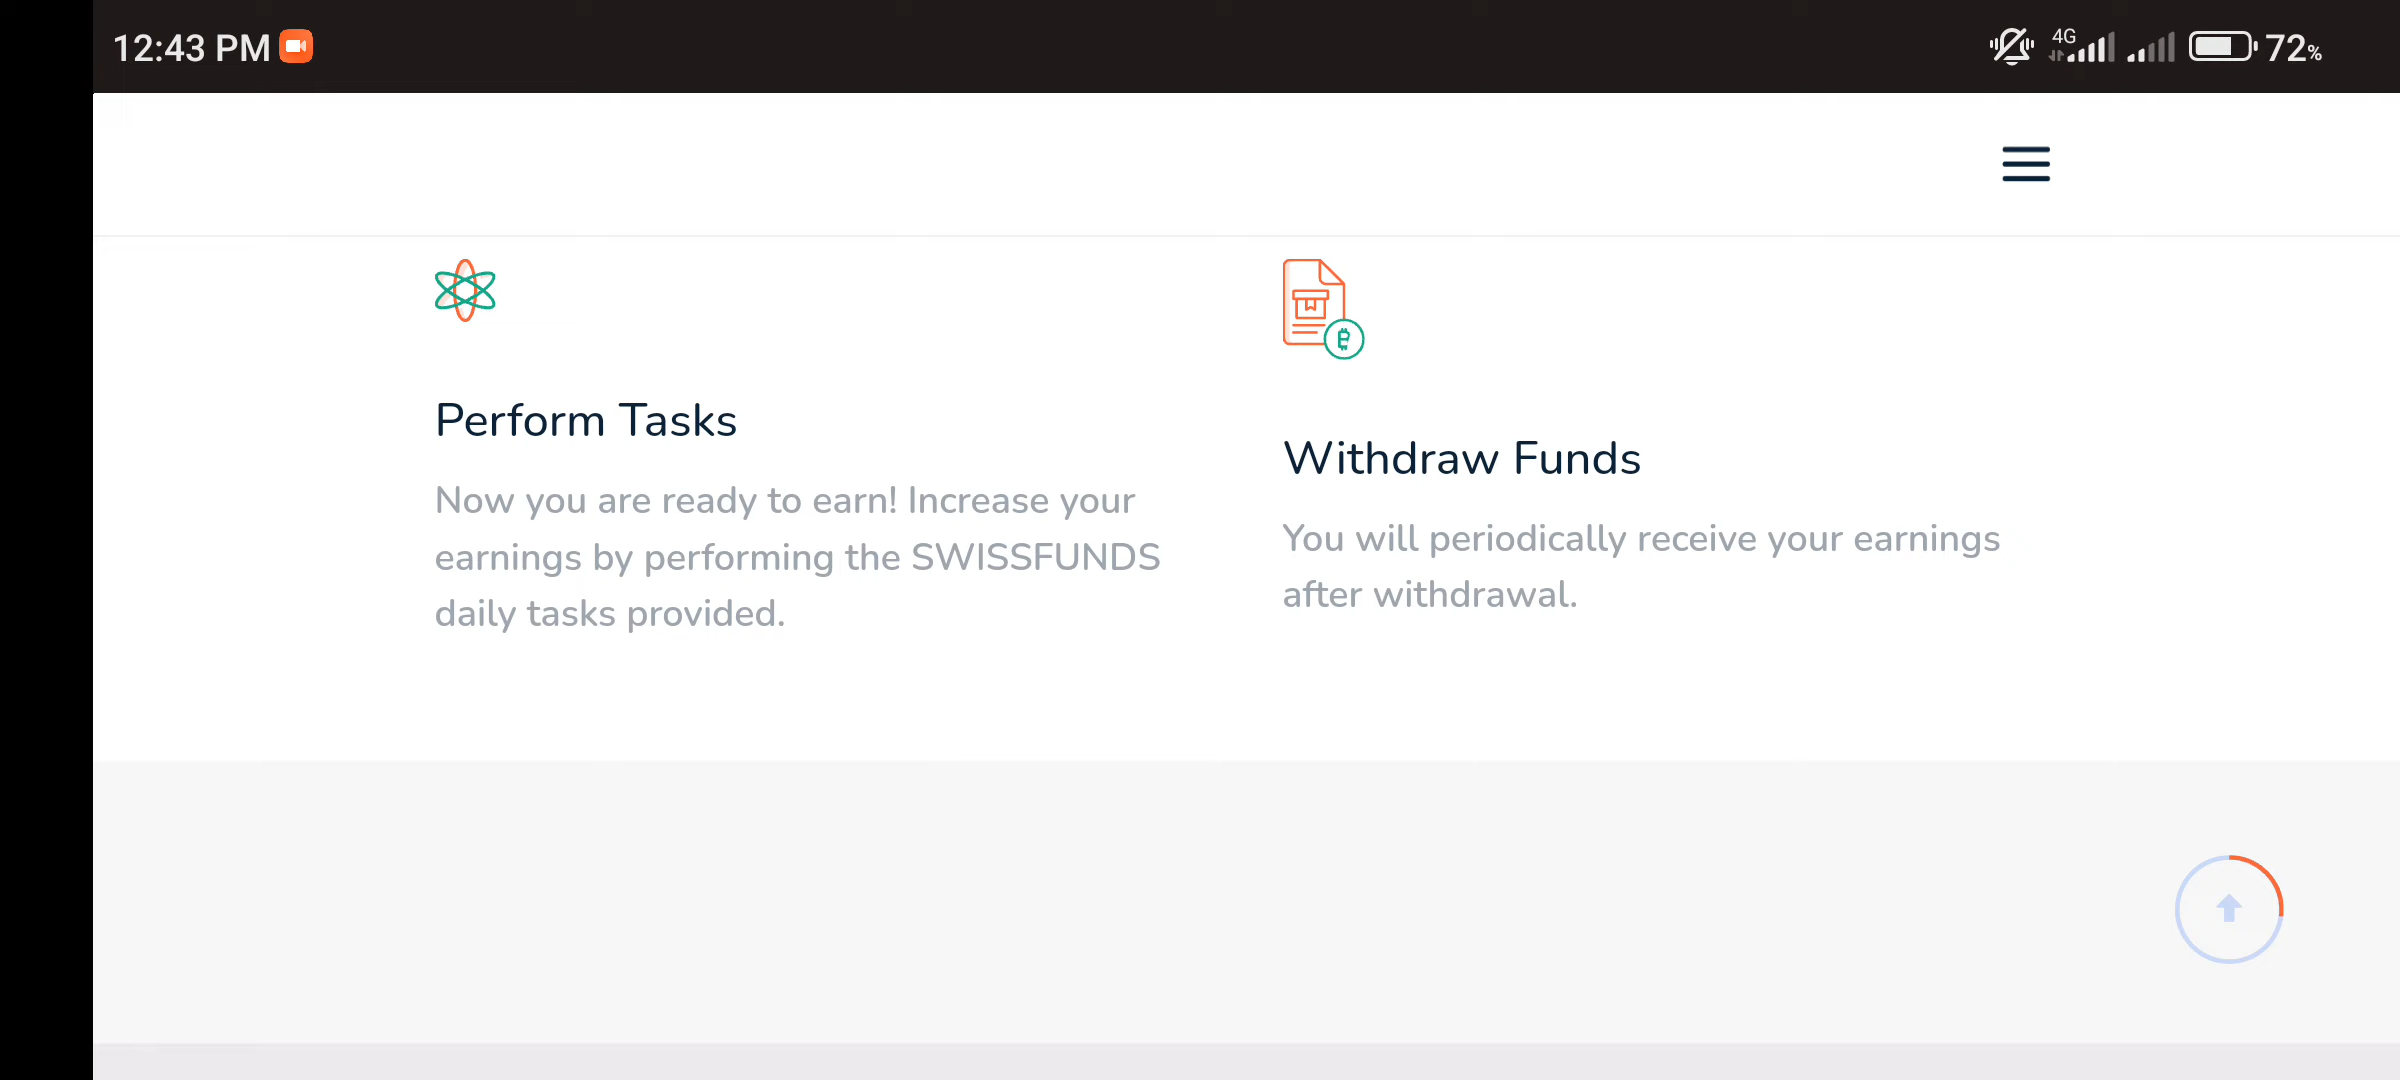 12:43 PM
4G
72%
Perform Tasks
Now you are ready to earn! Increase your
earnings by performing the SWISSFUNDS
daily tasks provided.
Withdraw Funds
You will periodically receive your earnings
after withdrawal.